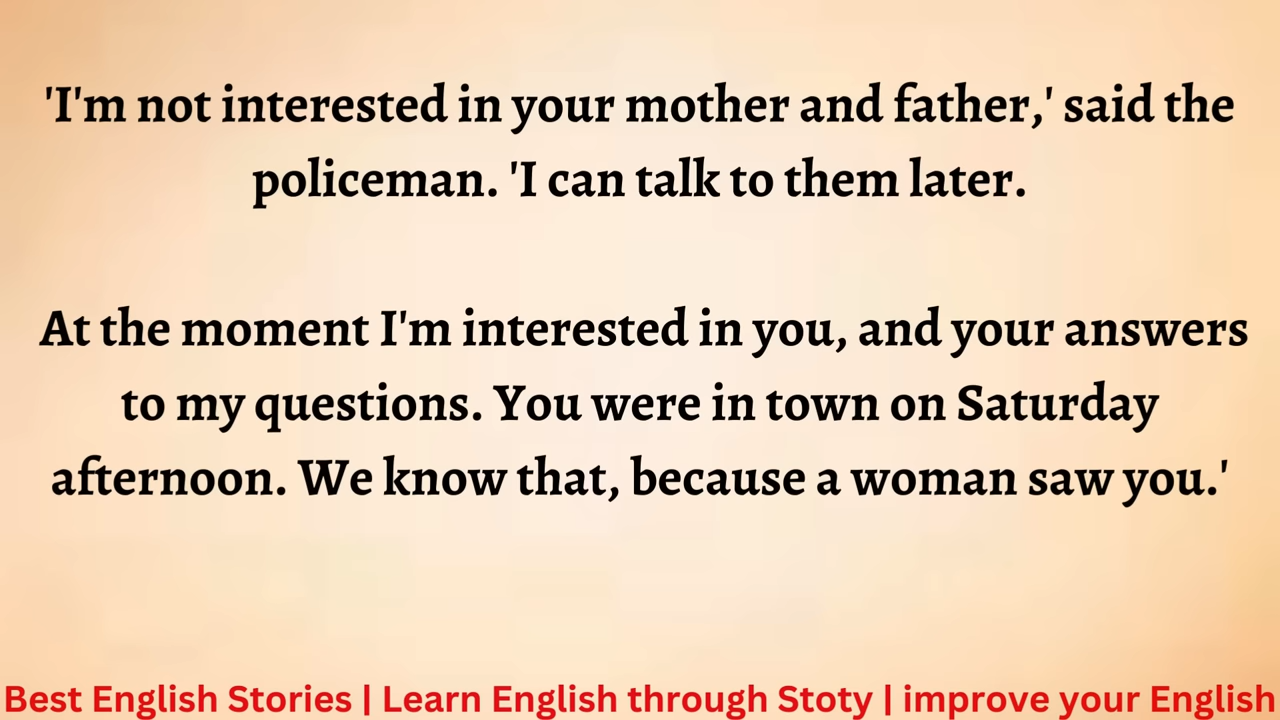 'I'm not interested in your mother and father,' said the
policeman. 'I can talk to them later.
At the moment I'm interested in you, and your answers
to my questions. You were in town on Saturday
afternoon. We know that, because a woman saw you.'
Best English Stories | Learn English through Stoty | improve your English